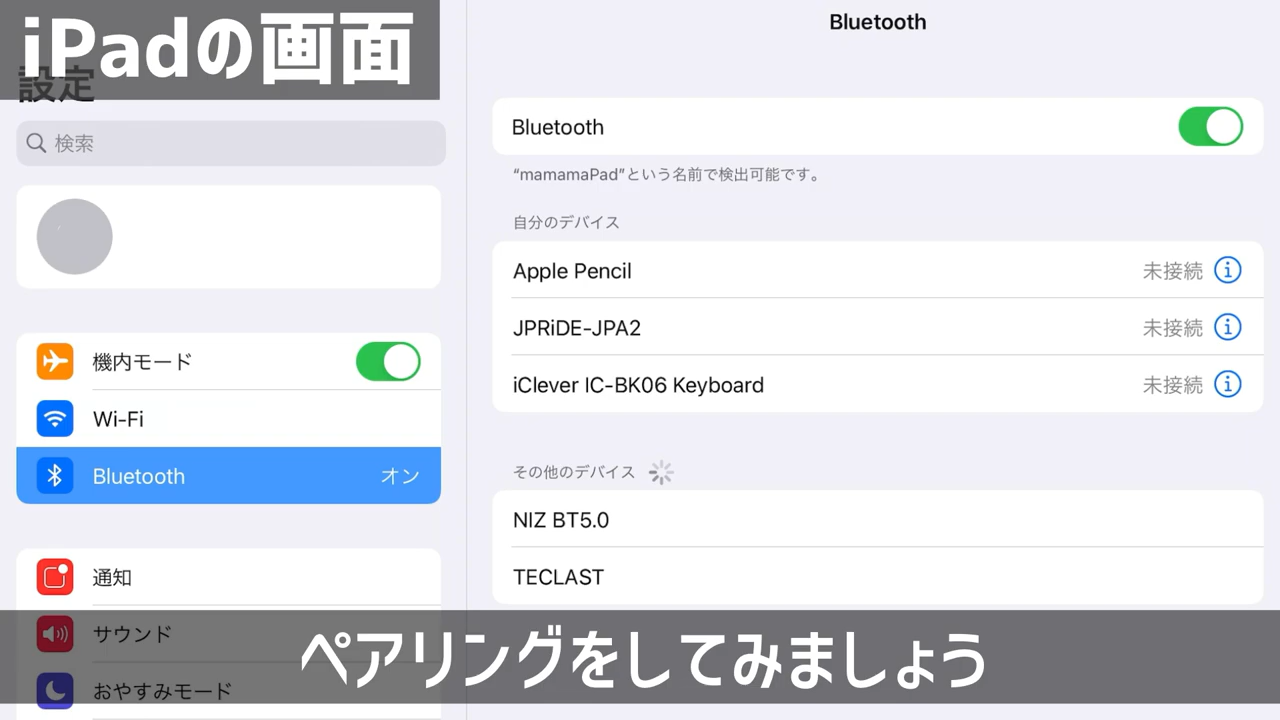 iPadの画面
設定
検索
機内モード
Wi-Fi
Bluetooth オン
通知
サウンド
おやすみモード
Bluetooth
Bluetooth
“mamamaPad”という名前で検出可能です。
自分のデバイス
Apple Pencil 未接続
JPRiDE-JPA2 未接続
iClever IC-BK06 Keyboard 未接続
その他のデバイス
NIZ BT5.0
TECLAST
ペアリングをしてみましょう